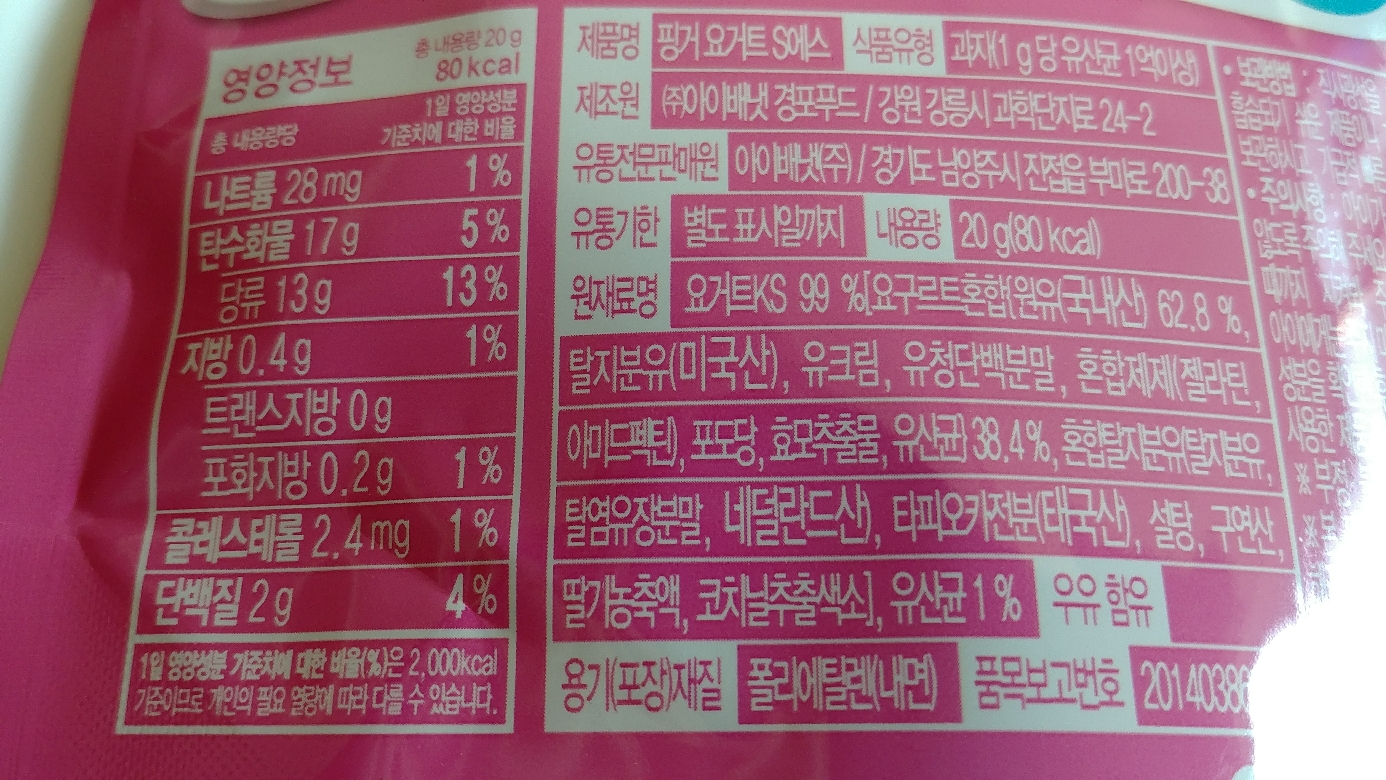 영양정보
총 내용량 20 g
80 kcal
총 내용량당
1일 영양성분
기준치에 대한 비율
나트륨 28 mg 1 %
탄수화물 17 g 5 %
당류 13 g 13 %
지방 0.4 g 1 %
트랜스지방 0 g
포화지방 0.2 g 1 %
콜레스테롤 2.4 mg 1 %
단백질 2 g 4 %
1일 영양성분 기준치에 대한 비율(%)은 2,000kcal
기준이므로 개인의 필요 열량에 따라 다를 수 있습니다.
제품명 핑거 요거트 S에스 식품유형 과자(1 g 당 유산균 1억이상)
제조원 ㈜아이배냇 경포푸드 / 강원 강릉시 과학단지로 24-2
유통전문판매원 아이배냇(주) / 경기도 남양주시 진접읍 부마로 200-38
유통기한 별도 표시일까지 내용량 20 g(80 kcal)
원재료명 요거트KS 99 %[요구르트혼합{원유(국내산) 62.8 %,
탈지분유(미국산), 유크림, 유청단백분말, 혼합제제(젤라틴,
아미드펙틴), 포도당, 효모추출물, 유산균} 38.4%, 혼합탈지분유(탈지분유,
탈염유장분말, 네덜란드산), 타피오카전분(태국산), 설탕, 구연산,
딸기농축액, 코치닐추출색소], 유산균 1 % 우유 함유
용기(포장)재질 폴리에틸렌(내면) 품목보고번호 20140386
• 보관방법 :
• 주의사항 :